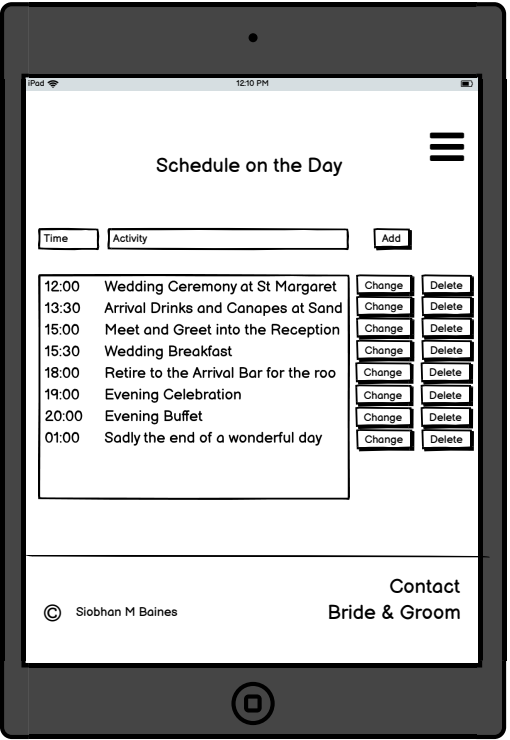 iPad 12:10 PM
Schedule on the Day
Time Activity Add
12:00 Wedding Ceremony at St Margaret Change Delete
13:30 Arrival Drinks and Canapes at Sand Change Delete
15:00 Meet and Greet into the Reception Change Delete
15:30 Wedding Breakfast Change Delete
18:00 Retire to the Arrival Bar for the roo Change Delete
19:00 Evening Celebration Change Delete
20:00 Evening Buffet Change Delete
01:00 Sadly the end of a wonderful day Change Delete
Contact
© Siobhan M Baines Bride & Groom